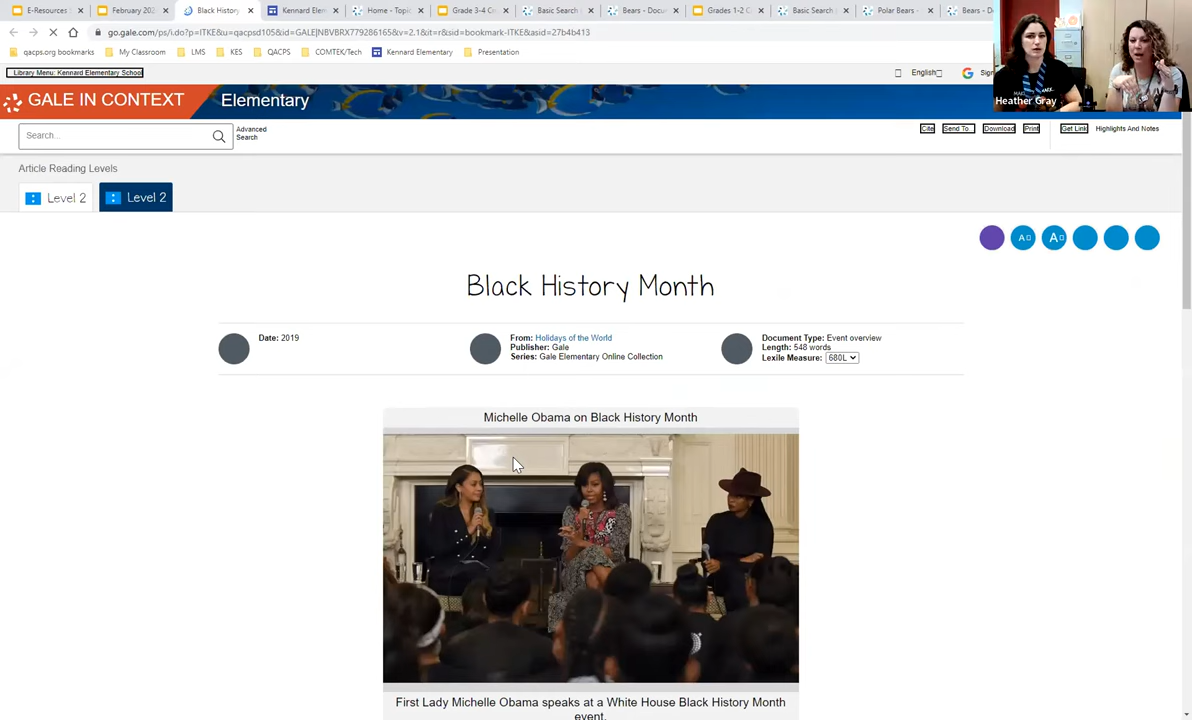 E-Resources
February 202
Black History
Kennard Elem
Home - Topic
Grade 3-4 C
Basic Search
Bears - Docu
Grades 1-2 C
Basic Search
Polar Bears -
Bears - D
go.gale.com/ps/i.do?p=ITKE&u=qacpsd105&id=GALE|NBVBRX779286165&v=2.1&it=r&sid=bookmark-ITKE&asid=27b4b413
qacps.org bookmarks My Classroom LMS KES QACPS COMTEK/Tech Kennard Elementary Presentation
Library Menu: Kennard Elementary School
English
Sign
Heather Gray
GALE IN CONTEXT Elementary
Search...
Advanced
Search
Cite Send To... Download Print Get Link Highlights And Notes
Article Reading Levels
Level 2 Level 2
A A
Black History Month
Date: 2019
From: Holidays of the World
Publisher: Gale
Series: Gale Elementary Online Collection
Document Type: Event overview
Length: 548 words
Lexile Measure: 680L
Michelle Obama on Black History Month
First Lady Michelle Obama speaks at a White House Black History Month
event.